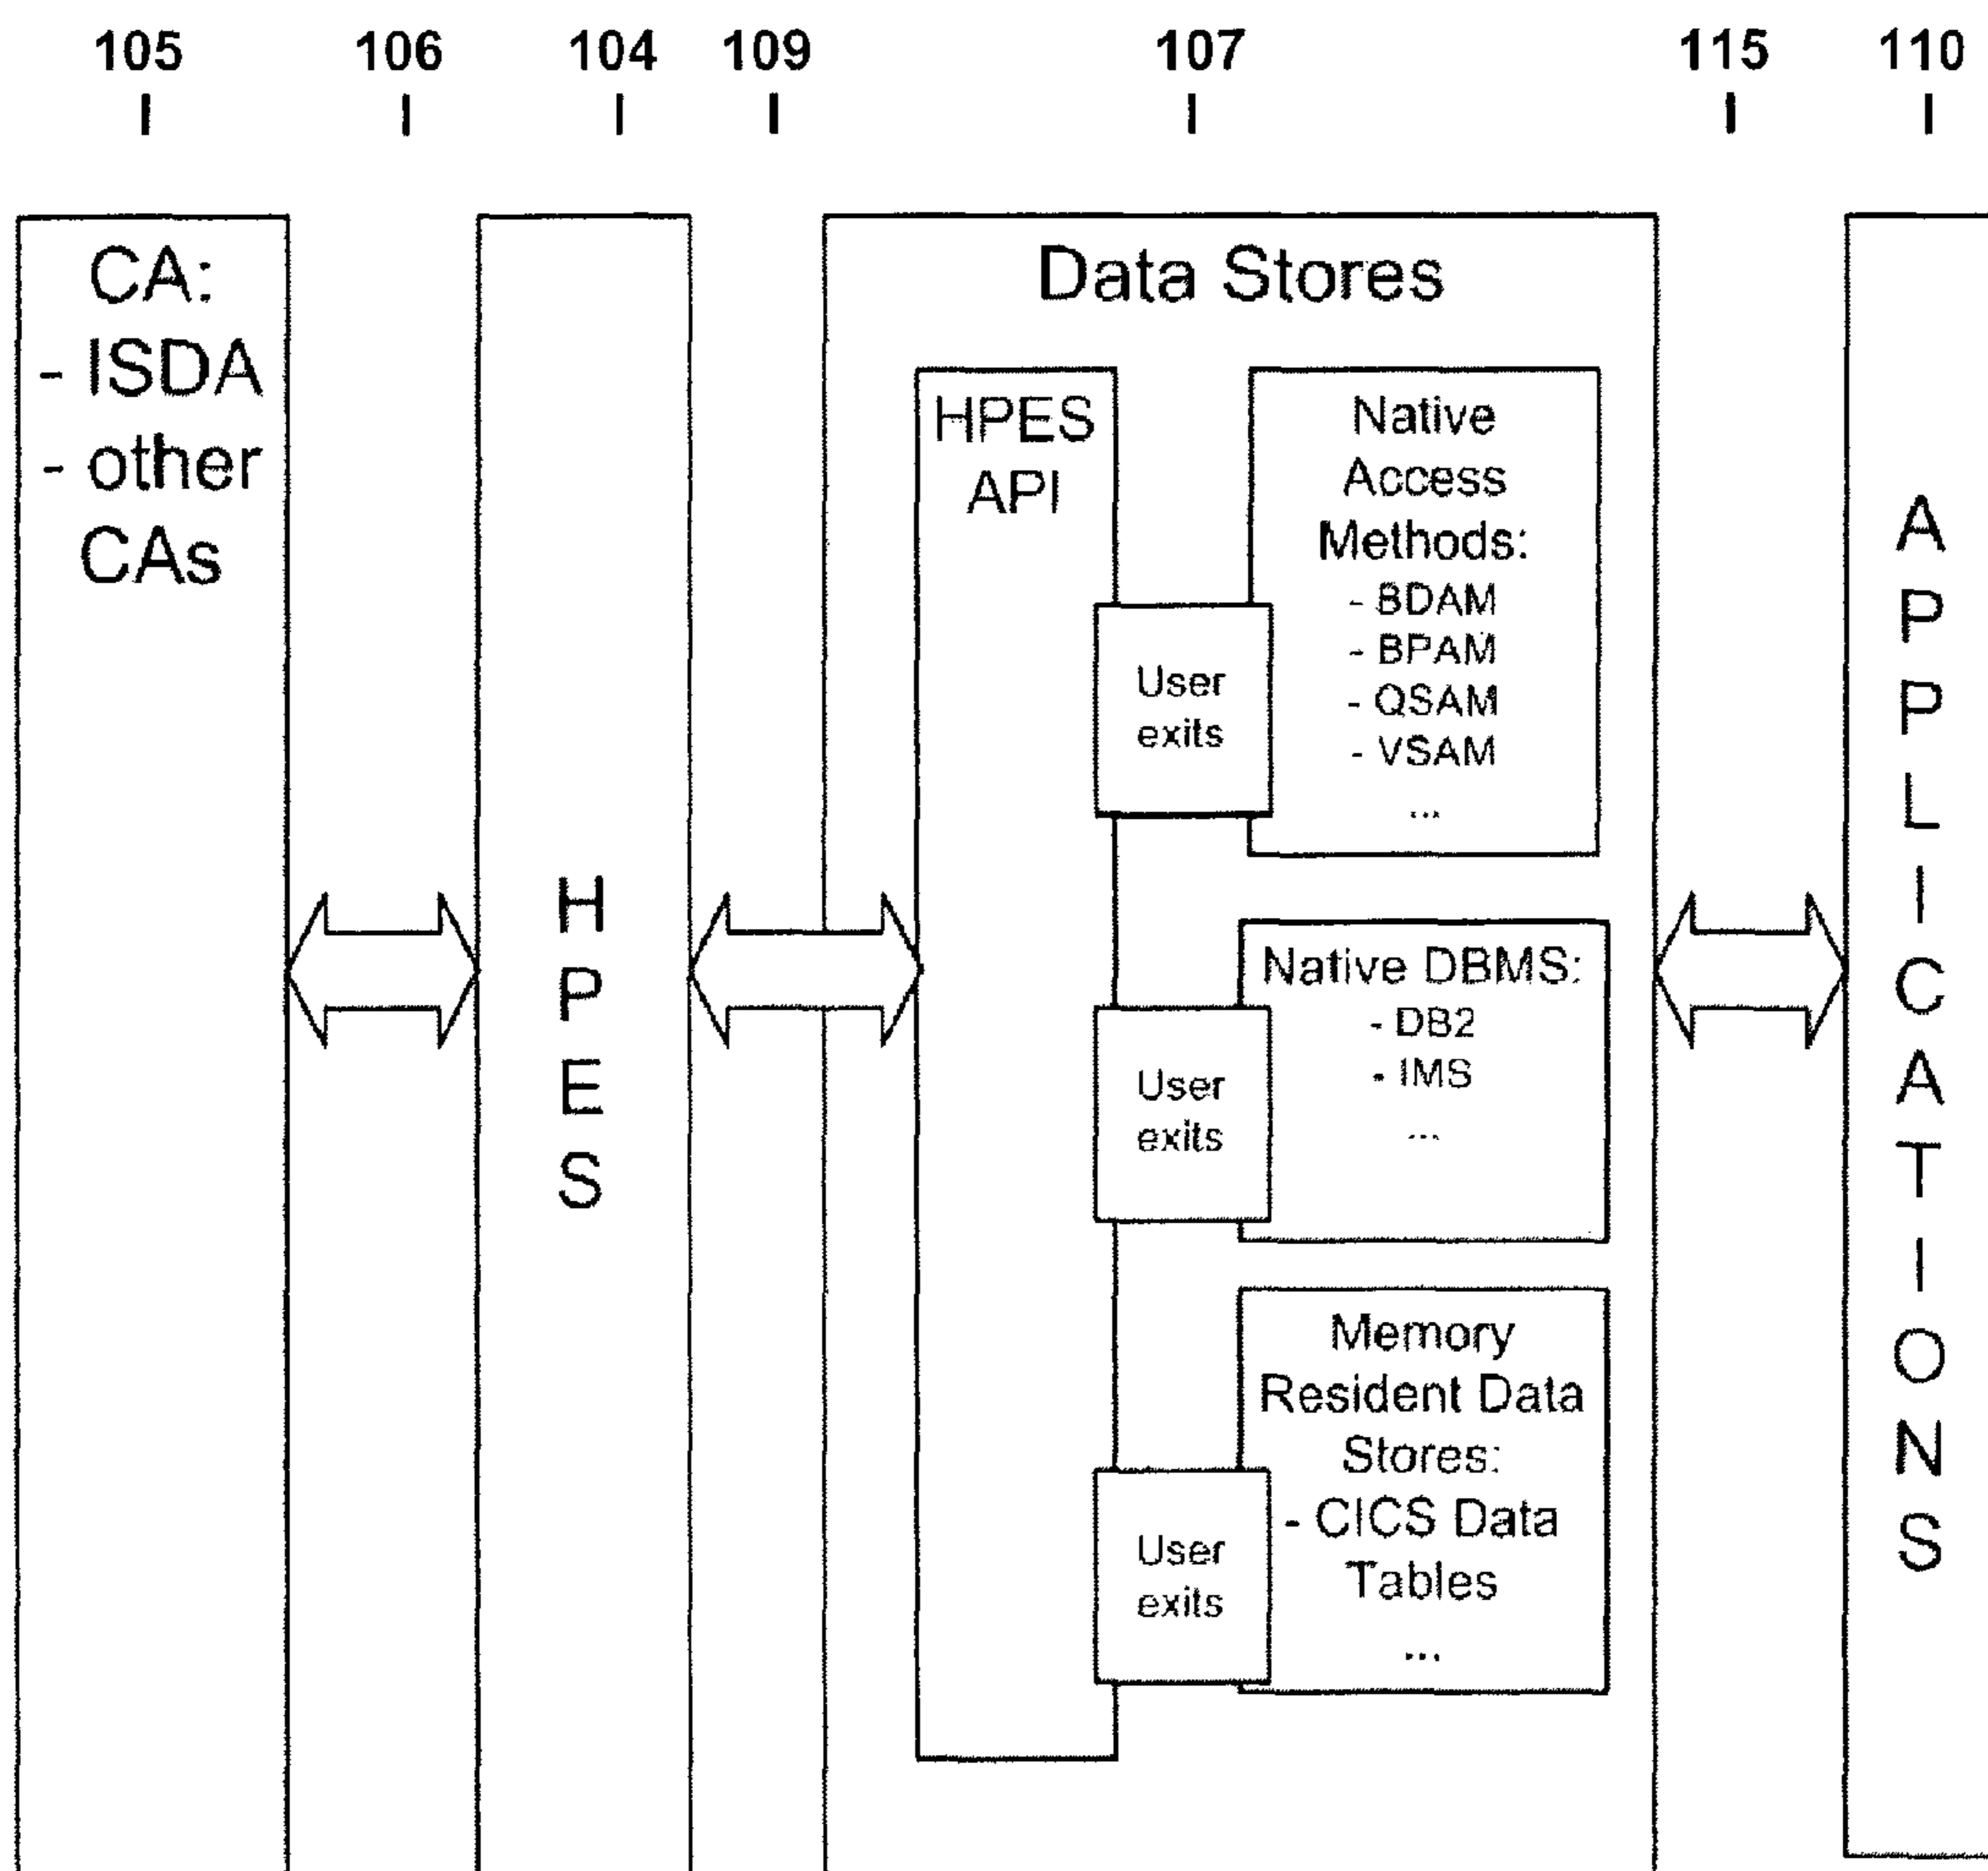 105 106 104 109 107 115 110
CA:
- ISDA
- other
CAs
HPES
Data Stores
HPES
API
User
exits
Native
Access
Methods:
- BDAM
- BPAM
- QSAM
- VSAM
...
User
exits
Native DBMS:
- DB2
- IMS
...
User
exits
Memory
Resident Data
Stores:
- CICS Data
Tables
...
APPLICATIONS